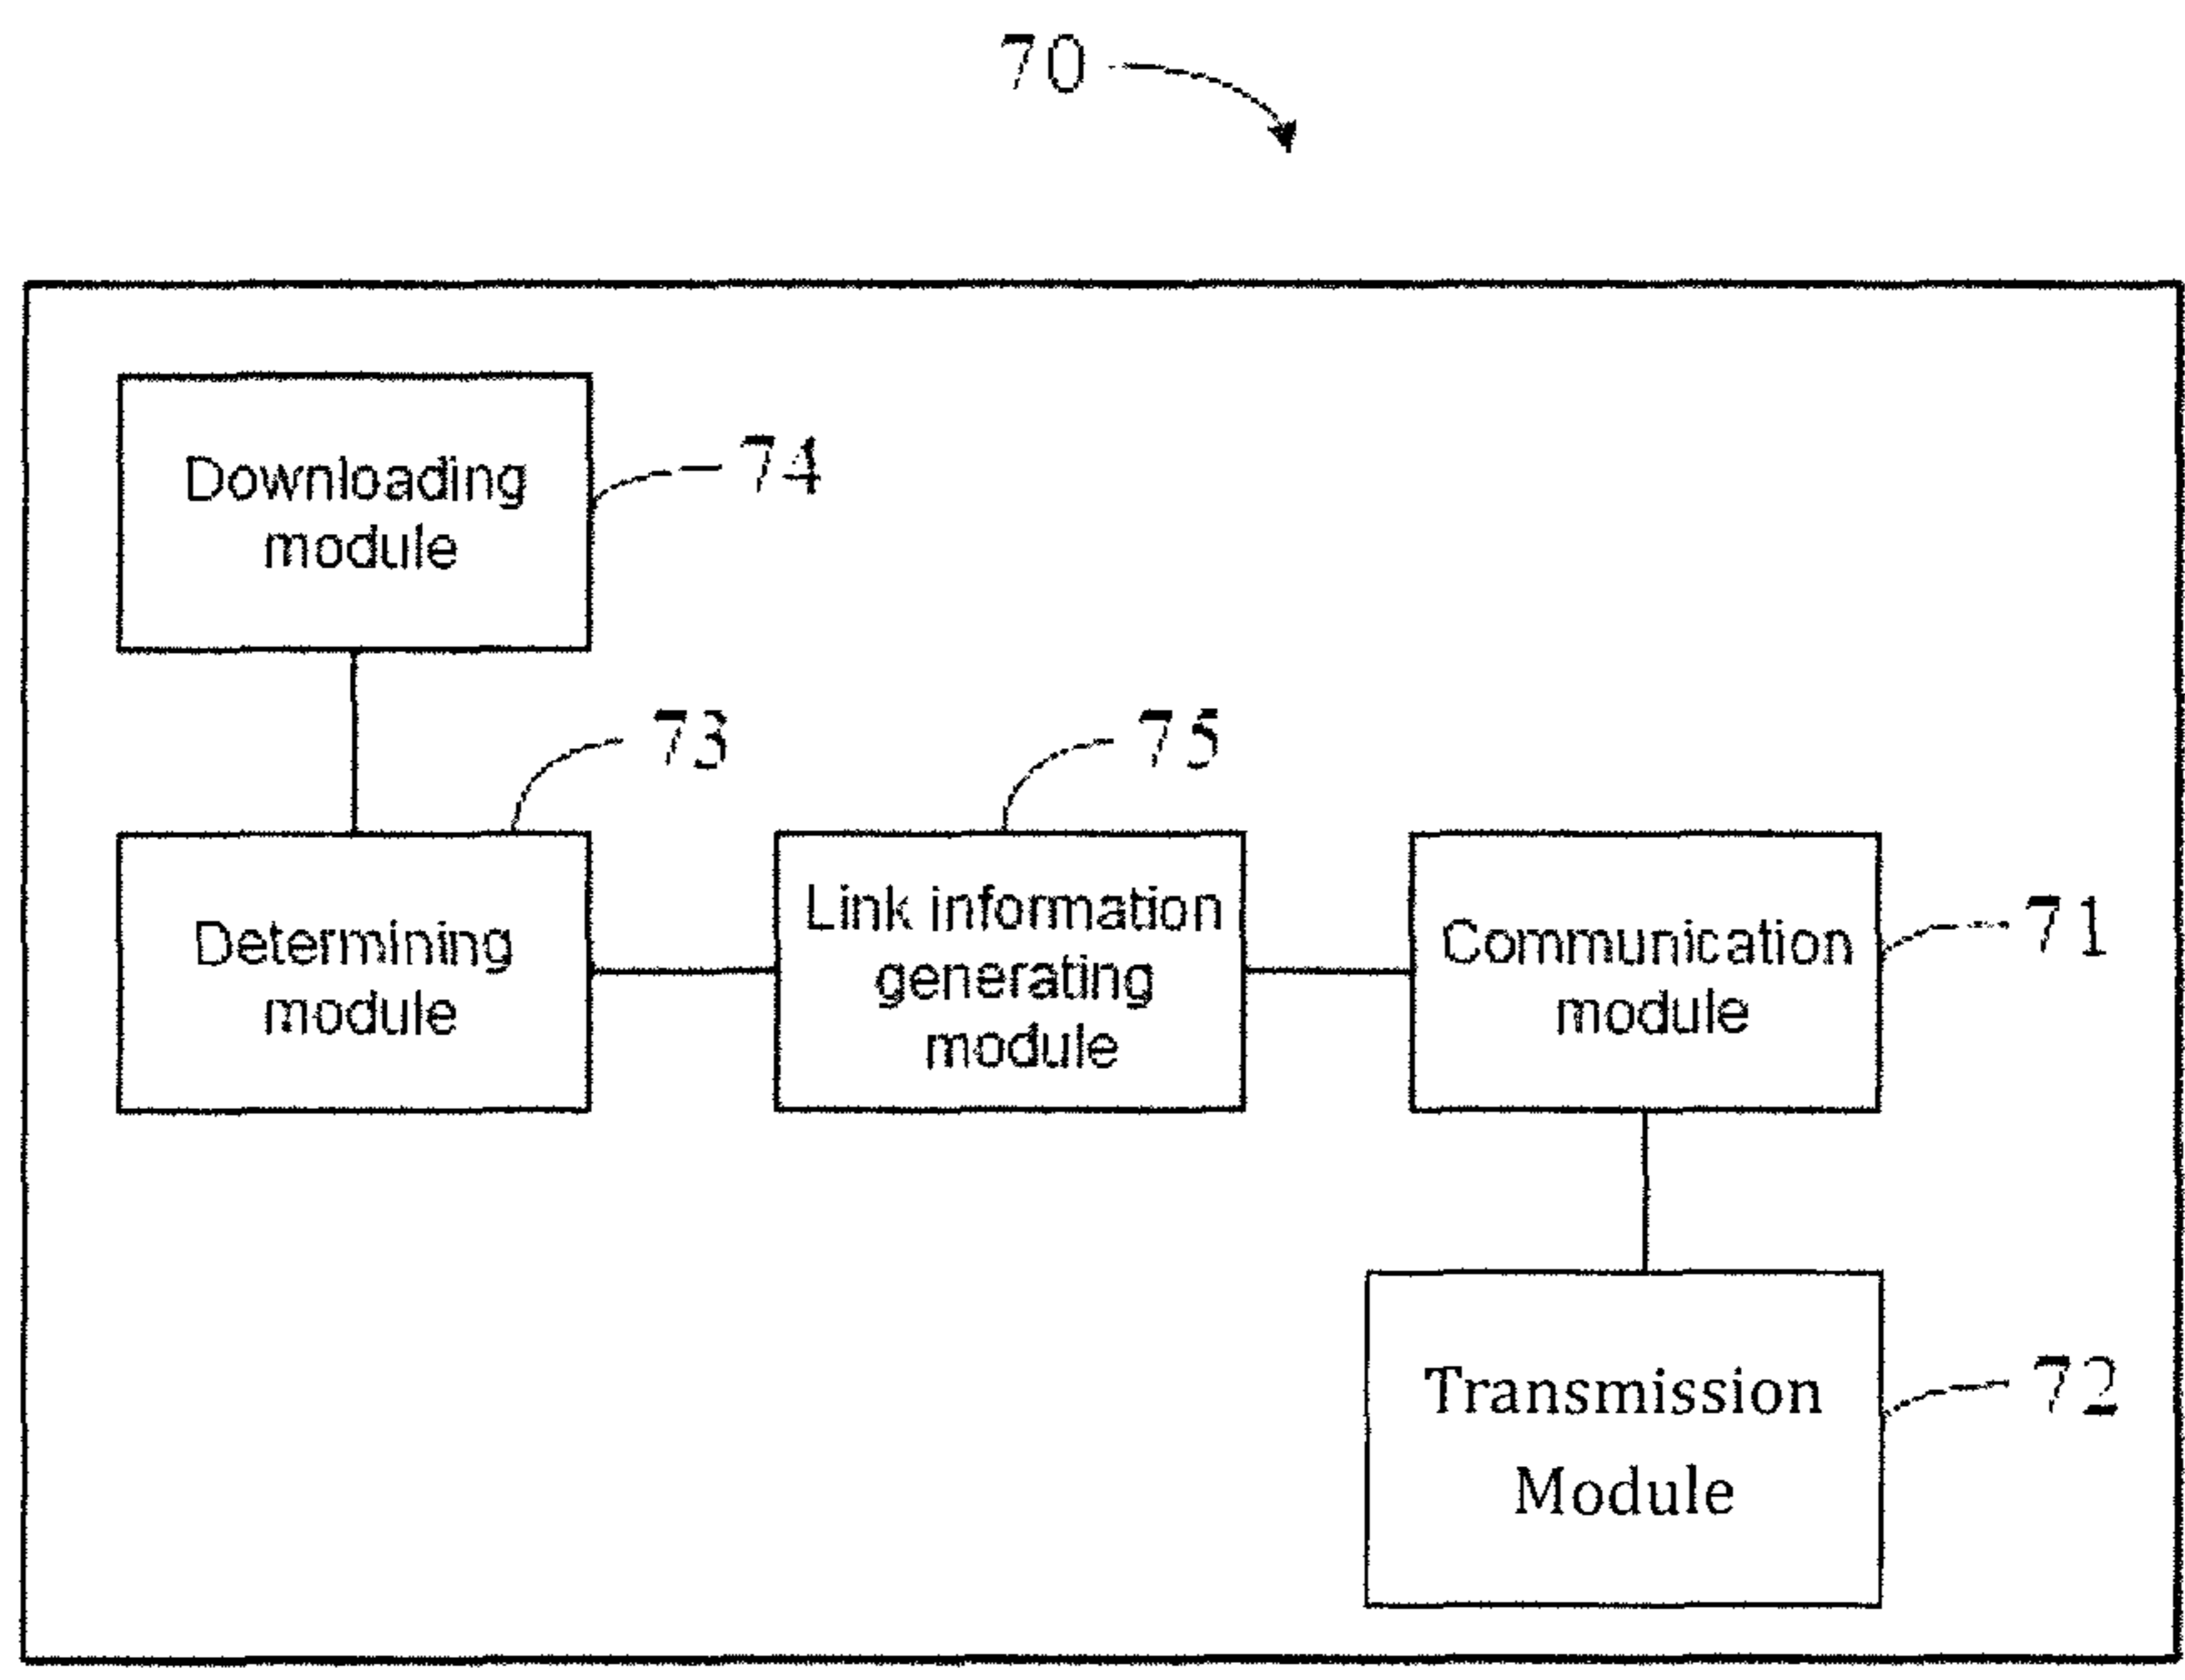 70
Downloading
module
74
73
75
Determining
module
Link information
generating
module
Communication
module
71
Transmission
Module
72